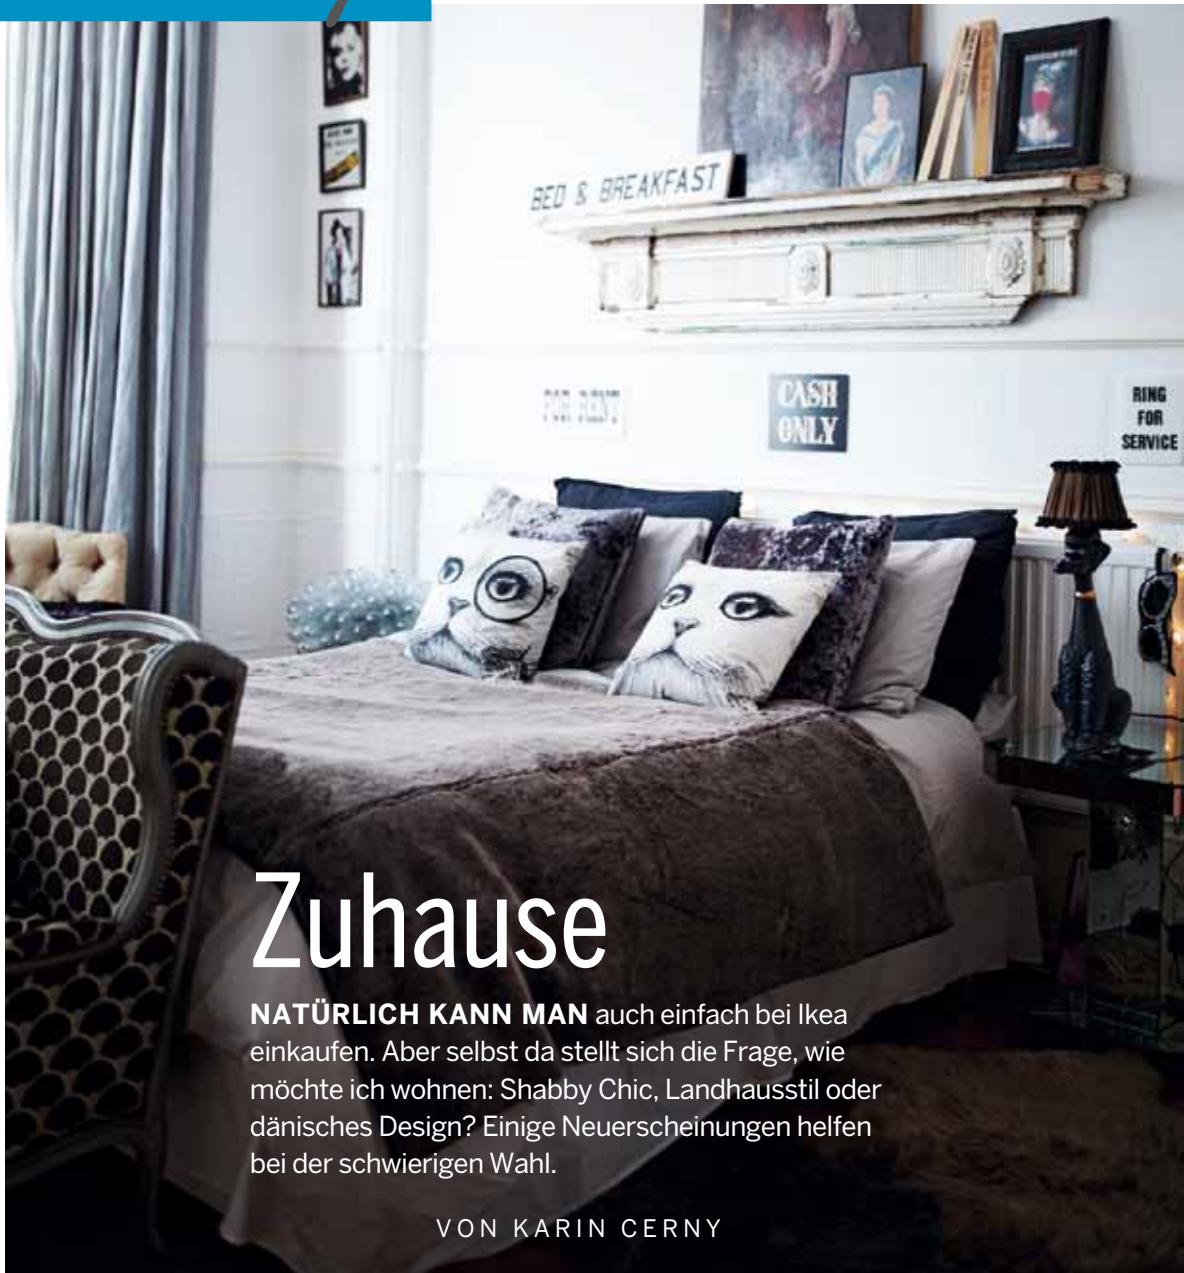 BED & BREAKFAST
FOR RENT
CASH
ONLY
RING
FOR
SERVICE
Zuhause
NATÜRLICH KANN MAN auch einfach bei Ikea
einkaufen. Aber selbst da stellt sich die Frage, wie
möchte ich wohnen: Shabby Chic, Landhausstil oder
dänisches Design? Einige Neuerscheinungen helfen
bei der schwierigen Wahl.
VON KARIN CERNY